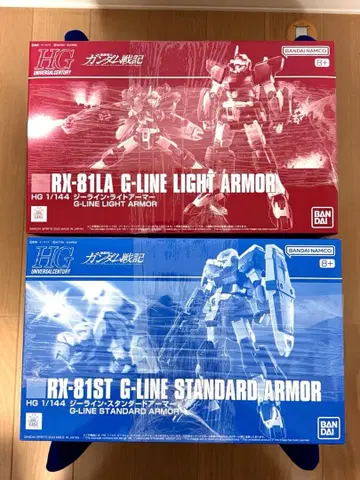 HG
UNIVERSAL CENTURY
ガンダム戦記
BANDAI NAMCO
8+
RX-81LA G-LINE LIGHT ARMOR
HG 1/144 ジーライン・ライトアーマー
G-LINE LIGHT ARMOR
BANDAI
HG
UNIVERSAL CENTURY
ガンダム戦記
BANDAI NAMCO
8+
RX-81ST G-LINE STANDARD ARMOR
HG 1/144 ジーライン・スタンダードアーマー
G-LINE STANDARD ARMOR
BANDAI